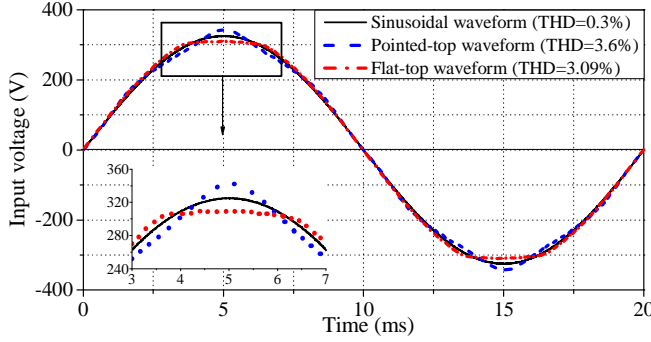 400
Sinusoidal waveform (THD=0.3%)
Pointed-top waveform (THD=3.6%)
Flat-top waveform (THD=3.09%)
200
Input voltage (V)
0
360
320
280
240
3 4 5 6 7
-200
-400
0 5 10 15 20
Time (ms)